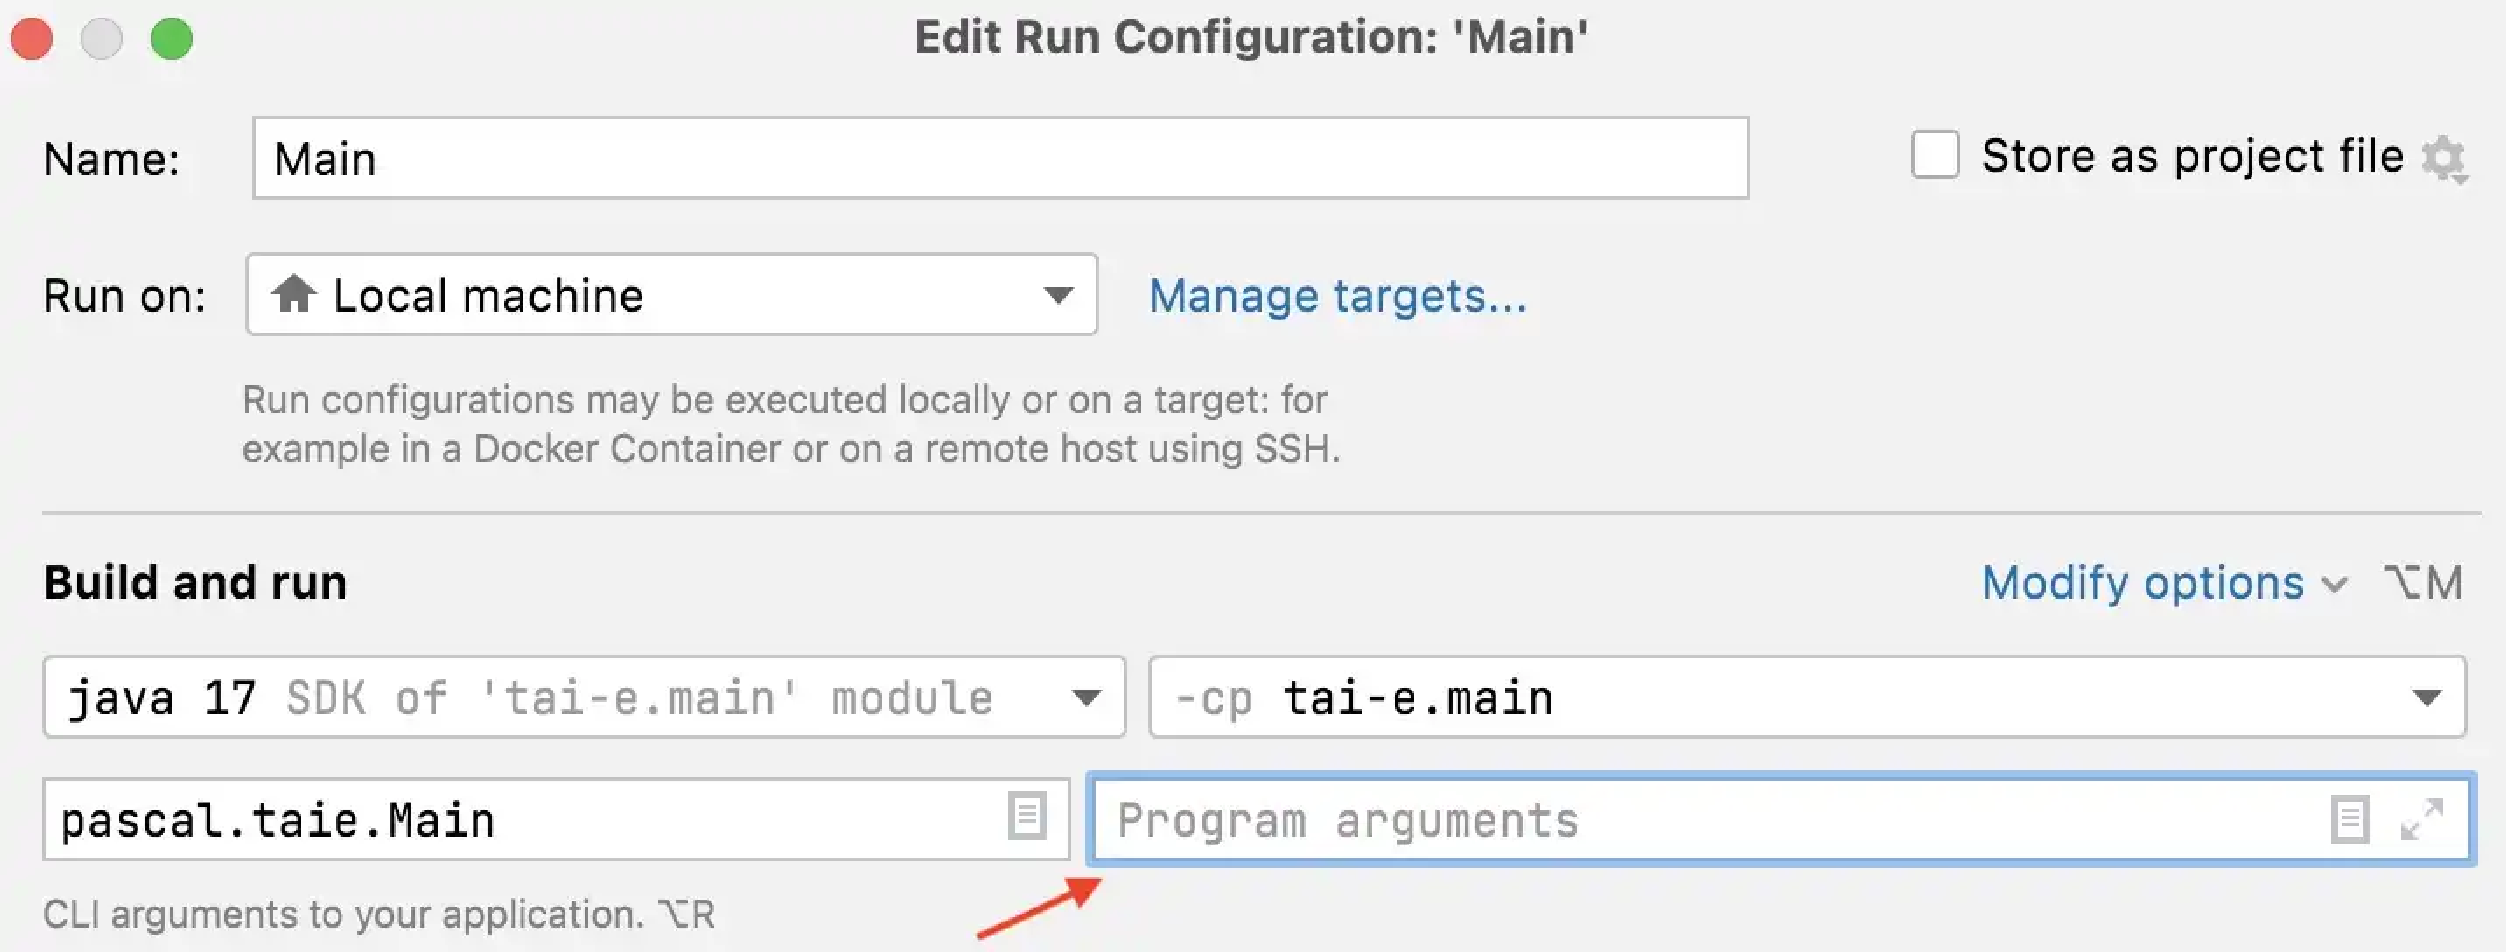 Edit Run Configuration: 'Main'
Name: Main Store as project file
Run on: Local machine Manage targets...
Run configurations may be executed locally or on a target: for
example in a Docker Container or on a remote host using SSH.
Build and run Modify options ⌥M
java 17 SDK of 'tai-e.main' module -cp tai-e.main
pascal.taie.Main Program arguments
CLI arguments to your application. ⌥R